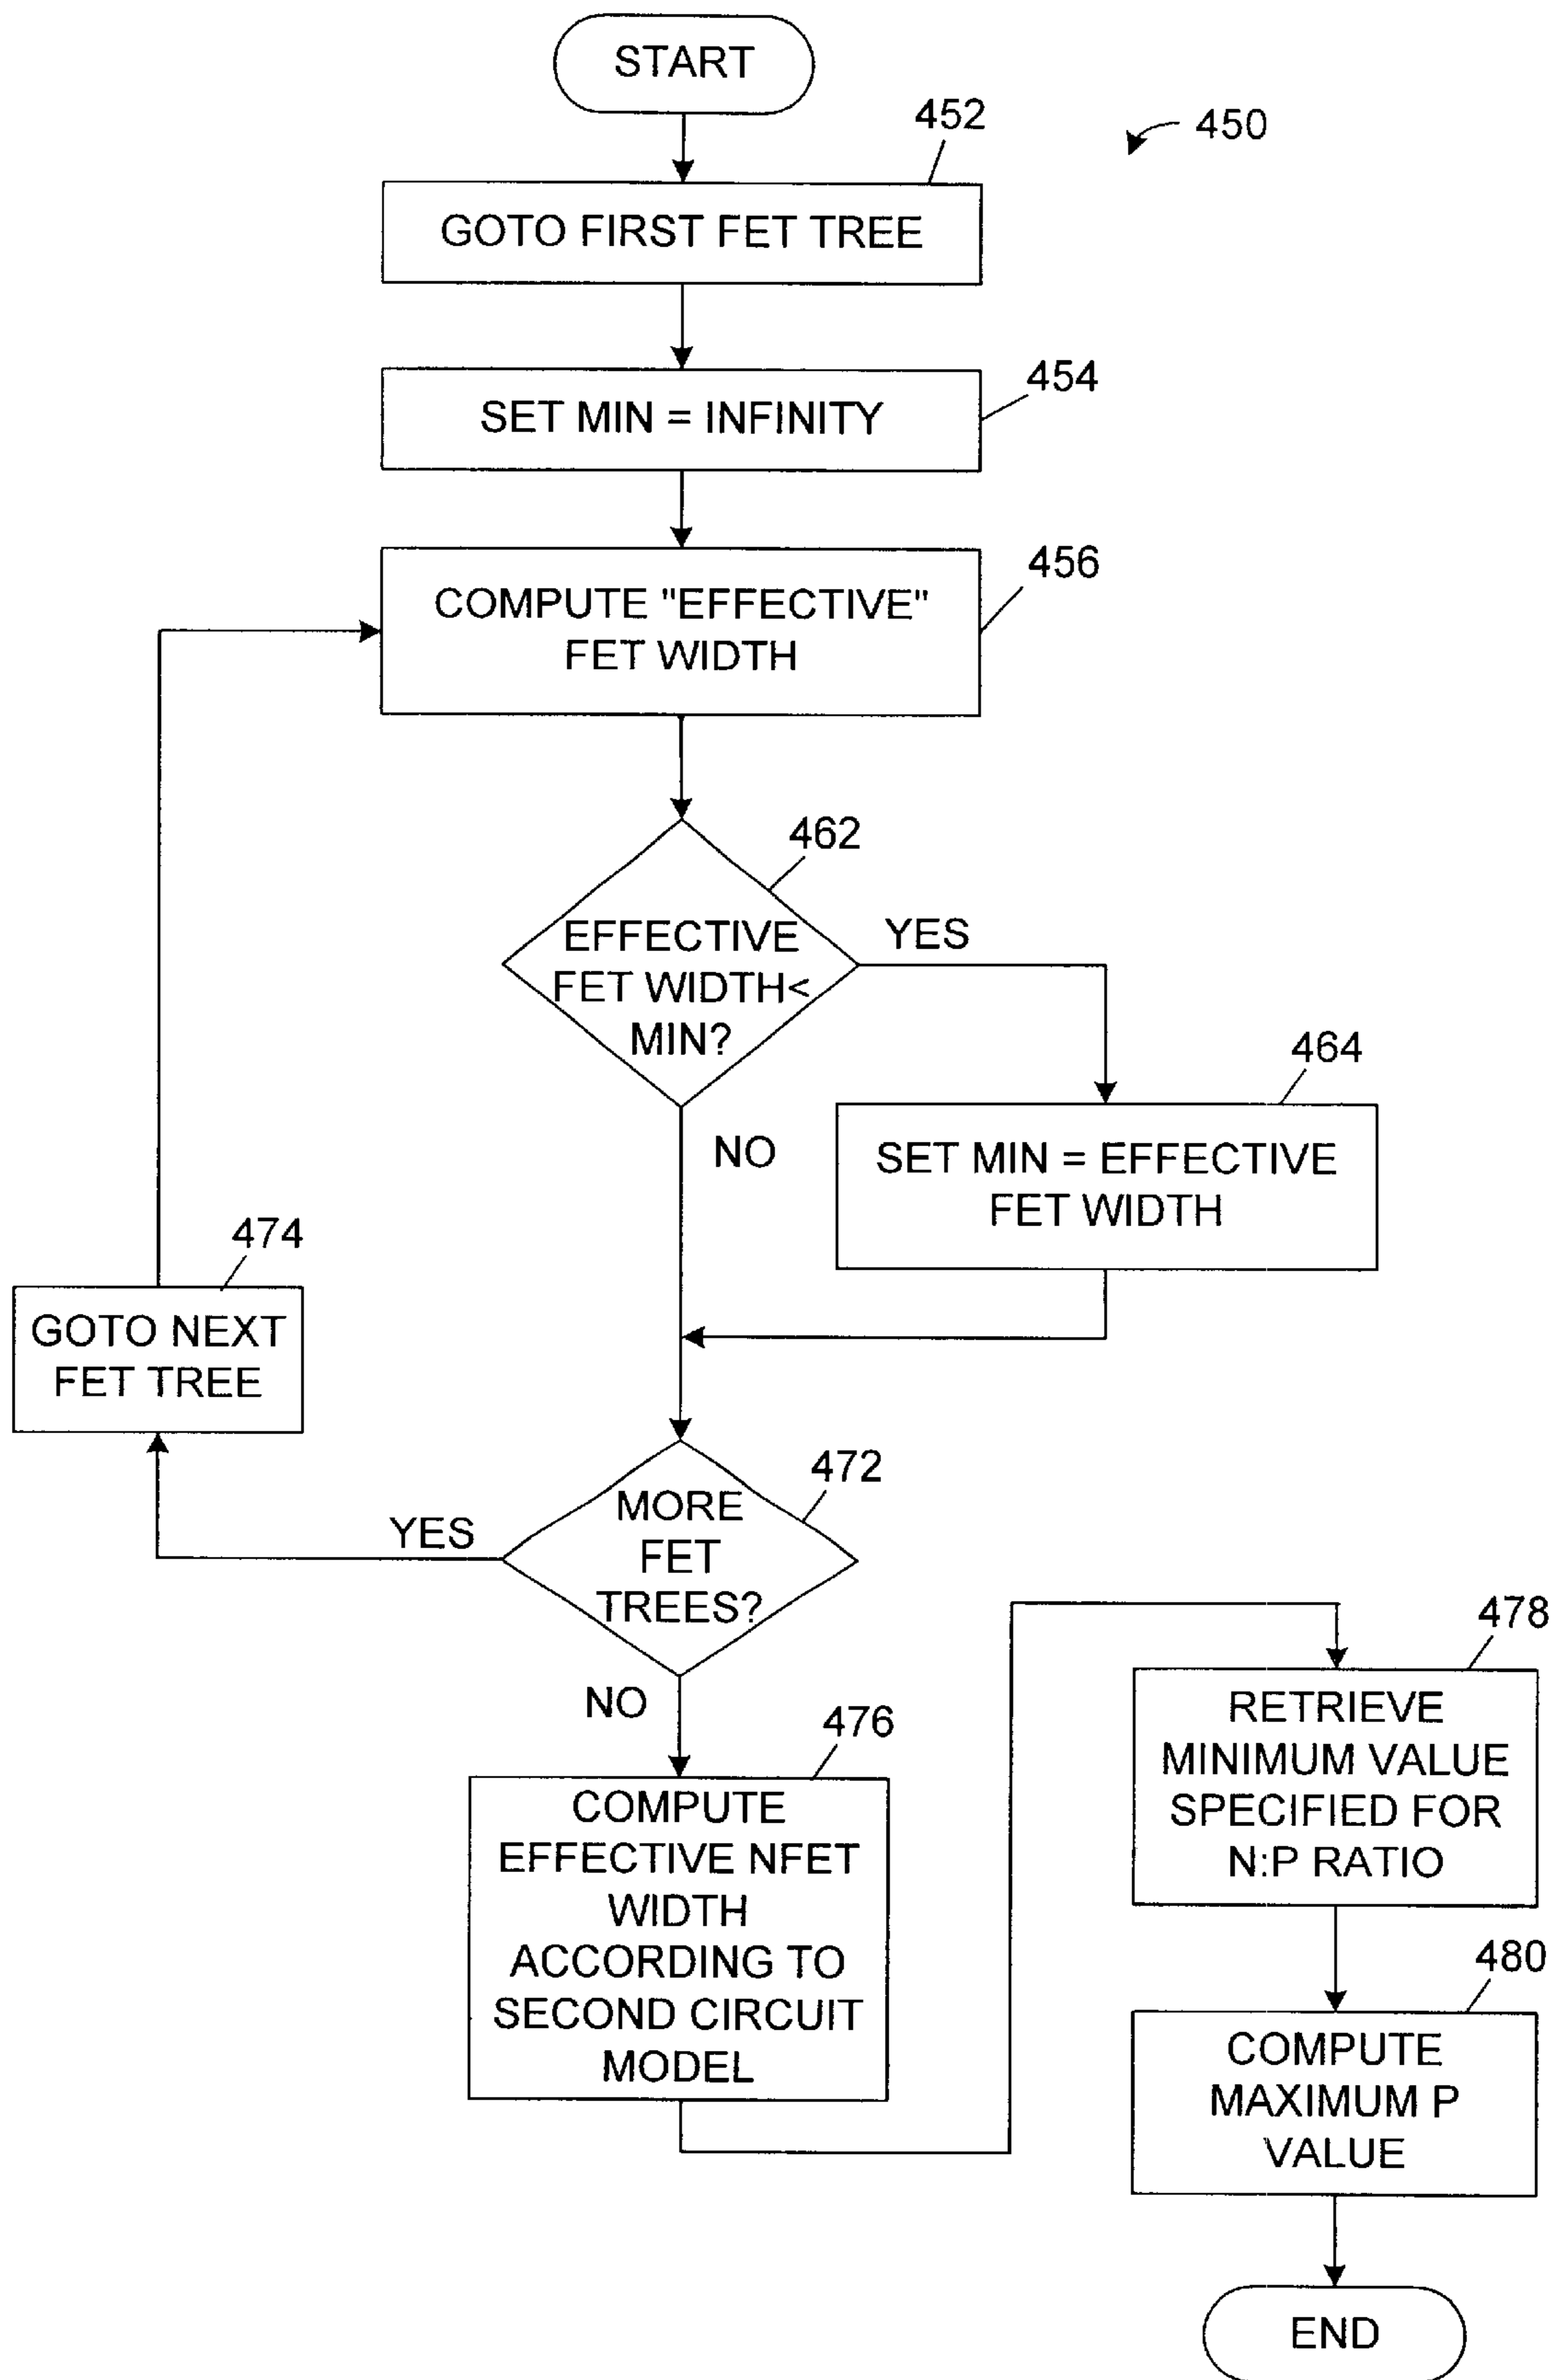 START
452
450
GOTO FIRST FET TREE
454
SET MIN = INFINITY
456
COMPUTE "EFFECTIVE"
FET WIDTH
462
EFFECTIVE
FET WIDTH<
MIN?
YES
NO
464
SET MIN = EFFECTIVE
FET WIDTH
474
GOTO NEXT
FET TREE
472
MORE
FET
TREES?
YES
NO
476
COMPUTE
EFFECTIVE NFET
WIDTH
ACCORDING TO
SECOND CIRCUIT
MODEL
478
RETRIEVE
MINIMUM VALUE
SPECIFIED FOR
N:P RATIO
480
COMPUTE
MAXIMUM P
VALUE
END